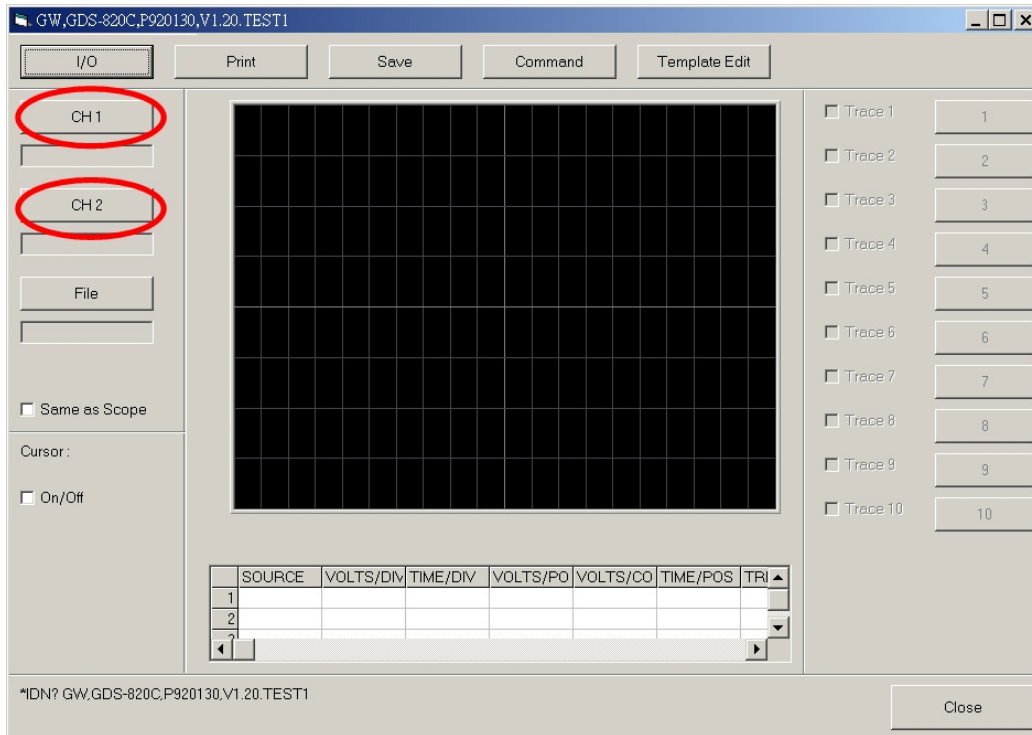 GW,GDS-820C,P920130,V1.20.TEST1
I/O Print Save Command Template Edit
CH 1
CH 2
File
Same as Scope
Cursor :
On/Off
Trace 1 1
Trace 2 2
Trace 3 3
Trace 4 4
Trace 5 5
Trace 6 6
Trace 7 7
Trace 8 8
Trace 9 9
Trace 10 10
SOURCE VOLTS/DIV TIME/DIV VOLTS/PO VOLTS/CO TIME/POS TRI
1
2
*IDN? GW,GDS-820C,P920130,V1.20.TEST1
Close